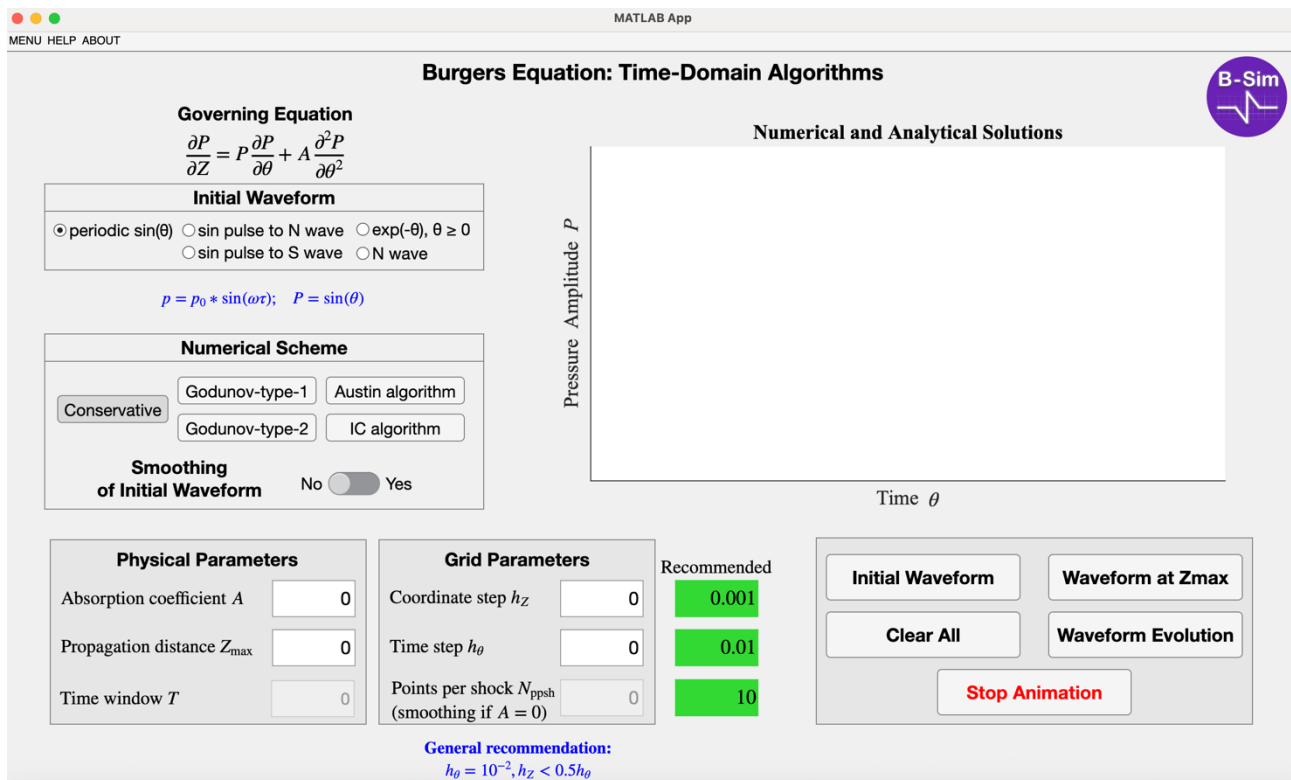 MATLAB App
MENU HELP ABOUT
Burgers Equation: Time-Domain Algorithms
B-Sim
Governing Equation
∂P/∂Z = P ∂P/∂θ + A ∂²P/∂θ²
Initial Waveform
periodic sin(θ) sin pulse to N wave exp(-θ), θ ≥ 0
sin pulse to S wave N wave
p = p₀ * sin(ωτ); P = sin(θ)
Numerical Scheme
Conservative
Godunov-type-1 Austin algorithm
Godunov-type-2 IC algorithm
Smoothing
of Initial Waveform
No Yes
Numerical and Analytical Solutions
Pressure Amplitude P
Time θ
Physical Parameters
Absorption coefficient A 0
Propagation distance Zmax 0
Time window T 0
Grid Parameters
Recommended
Coordinate step hZ 0 0.001
Time step hθ 0 0.01
Points per shock Nppsh
(smoothing if A = 0) 0 10
General recommendation:
hθ = 10⁻², hZ < 0.5hθ
Initial Waveform Waveform at Zmax
Clear All Waveform Evolution
Stop Animation